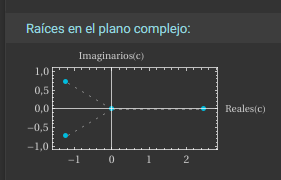 Raíces en el plano complejo:
Imaginarios(c)
1,0
0,5
0,0
Reales(c)
−0,5
−1,0
−1 0 1 2